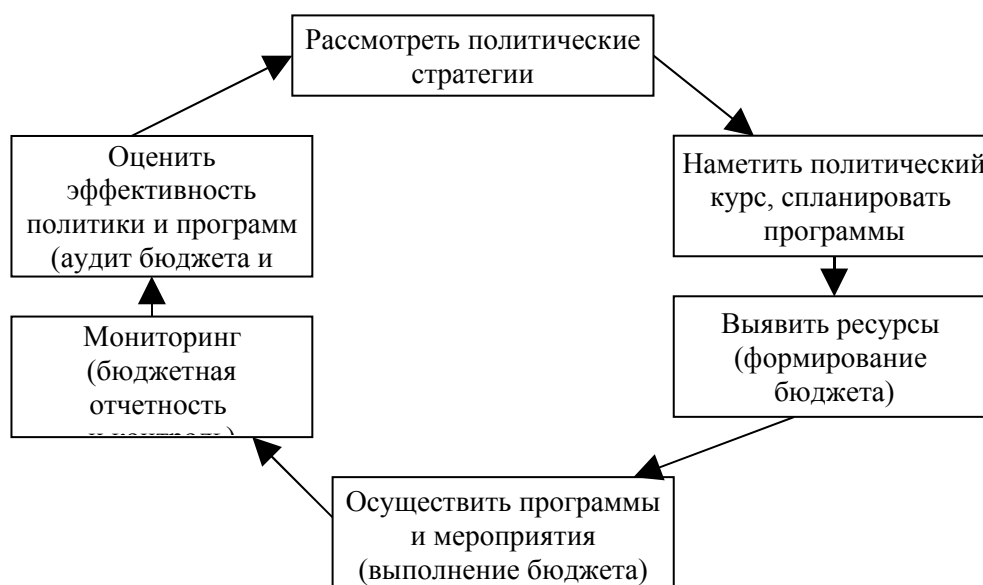 Рассмотреть политические
стратегии
Наметить политический
курс, спланировать
программы
Выявить ресурсы
(формирование
бюджета)
Осуществить программы
и мероприятия
(выполнение бюджета)
Мониторинг
(бюджетная
отчетность
и контроль)
Оценить
эффективность
политики и программ
(аудит бюджета и